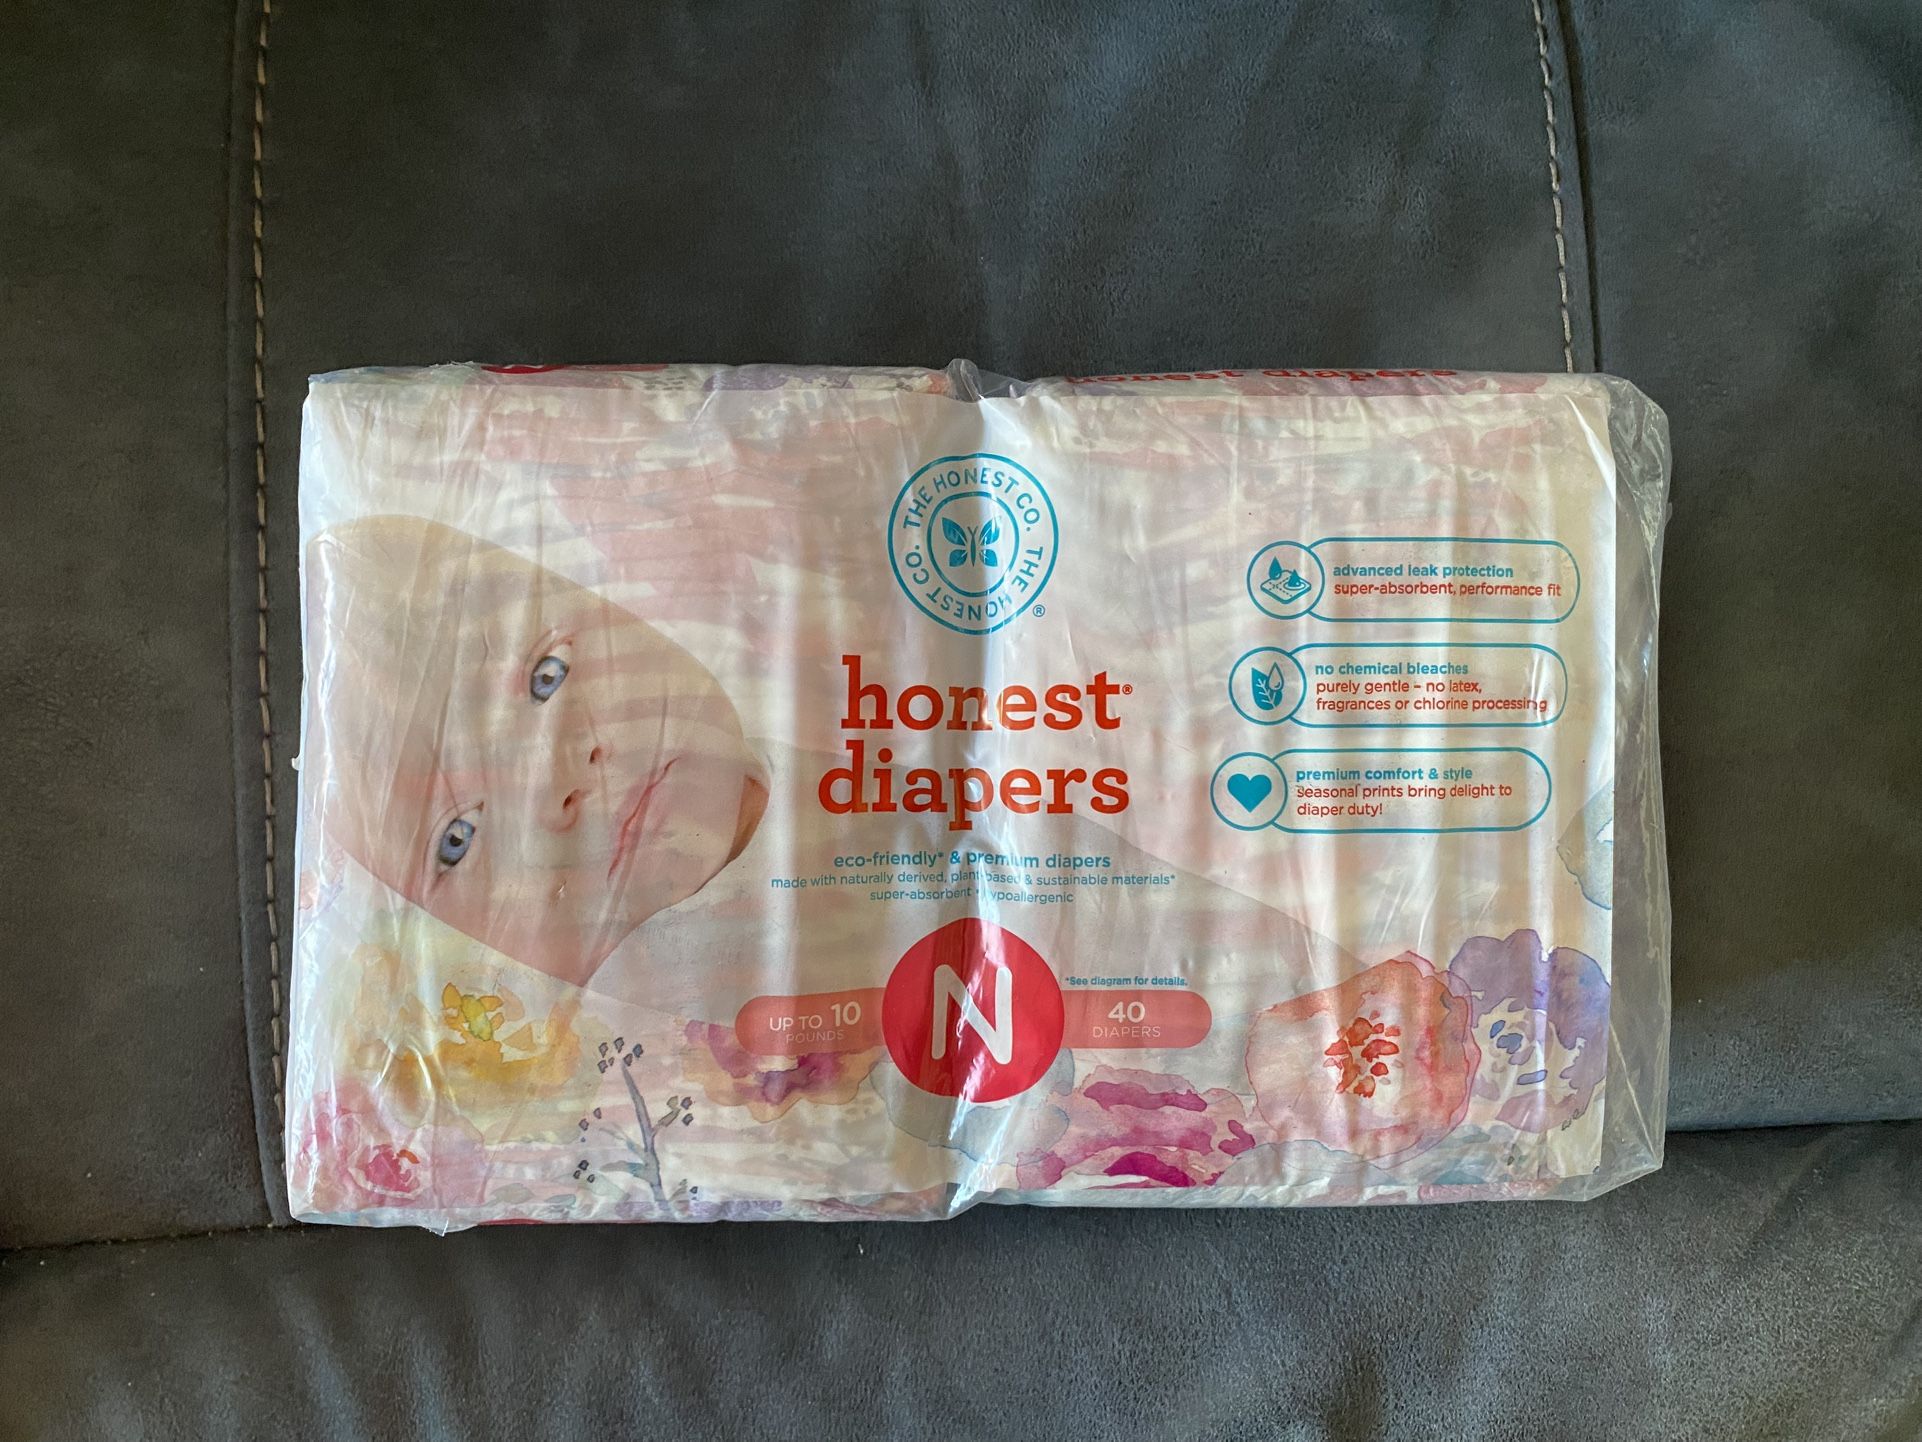 honest diapers
THE HONEST CO. THE HONEST CO.
®
honest®
diapers
eco-friendly* & premium diapers
made with naturally derived, plant-based & sustainable materials*
super-absorbent hypoallergenic
N
UP TO 10
POUNDS
*See diagram for details.
40
DIAPERS
advanced leak protection
super-absorbent, performance fit
no chemical bleaches
purely gentle – no latex,
fragrances or chlorine processing
premium comfort & style
seasonal prints bring delight to
diaper duty!